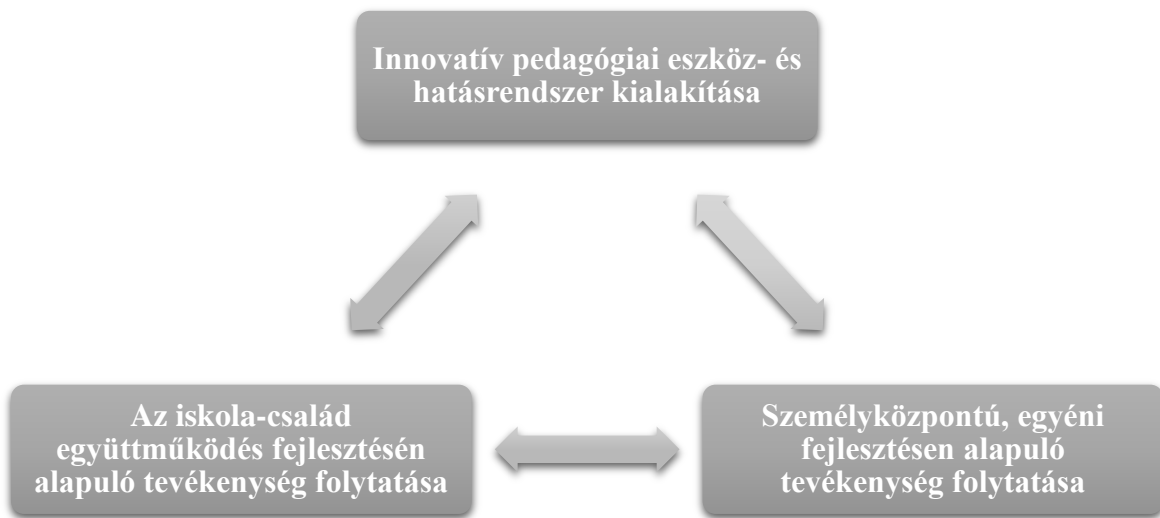 Innovatív pedagógiai eszköz- és
hatásrendszer kialakítása
Az iskola-család
együttműködés fejlesztésén
alapuló tevékenység folytatása
Személyközpontú, egyéni
fejlesztésen alapuló
tevékenység folytatása